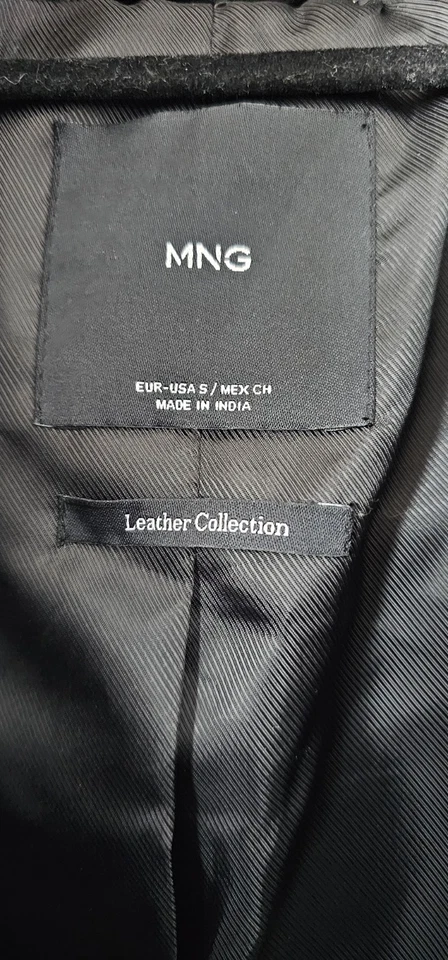 MNG
EUR-USA S / MEX CH
MADE IN INDIA
Leather Collection